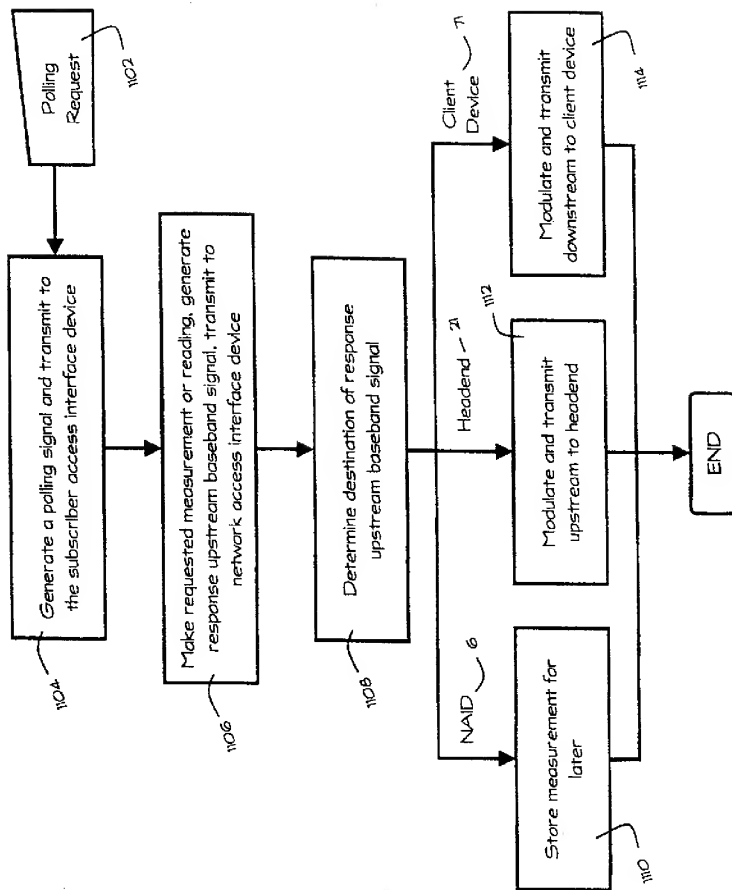 Polling
Request
1102
Generate a polling signal and transmit to
the subscriber access interface device
1104
Make requested measurement or reading, generate
response upstream baseband signal, transmit to
network access interface device
1106
Determine destination of response
upstream baseband signal
1108
NAID
6
Headend
21
Client
Device
71
Store measurement for
later
1110
Modulate and transmit
upstream to headend
1112
Modulate and transmit
downstream to client device
1114
END